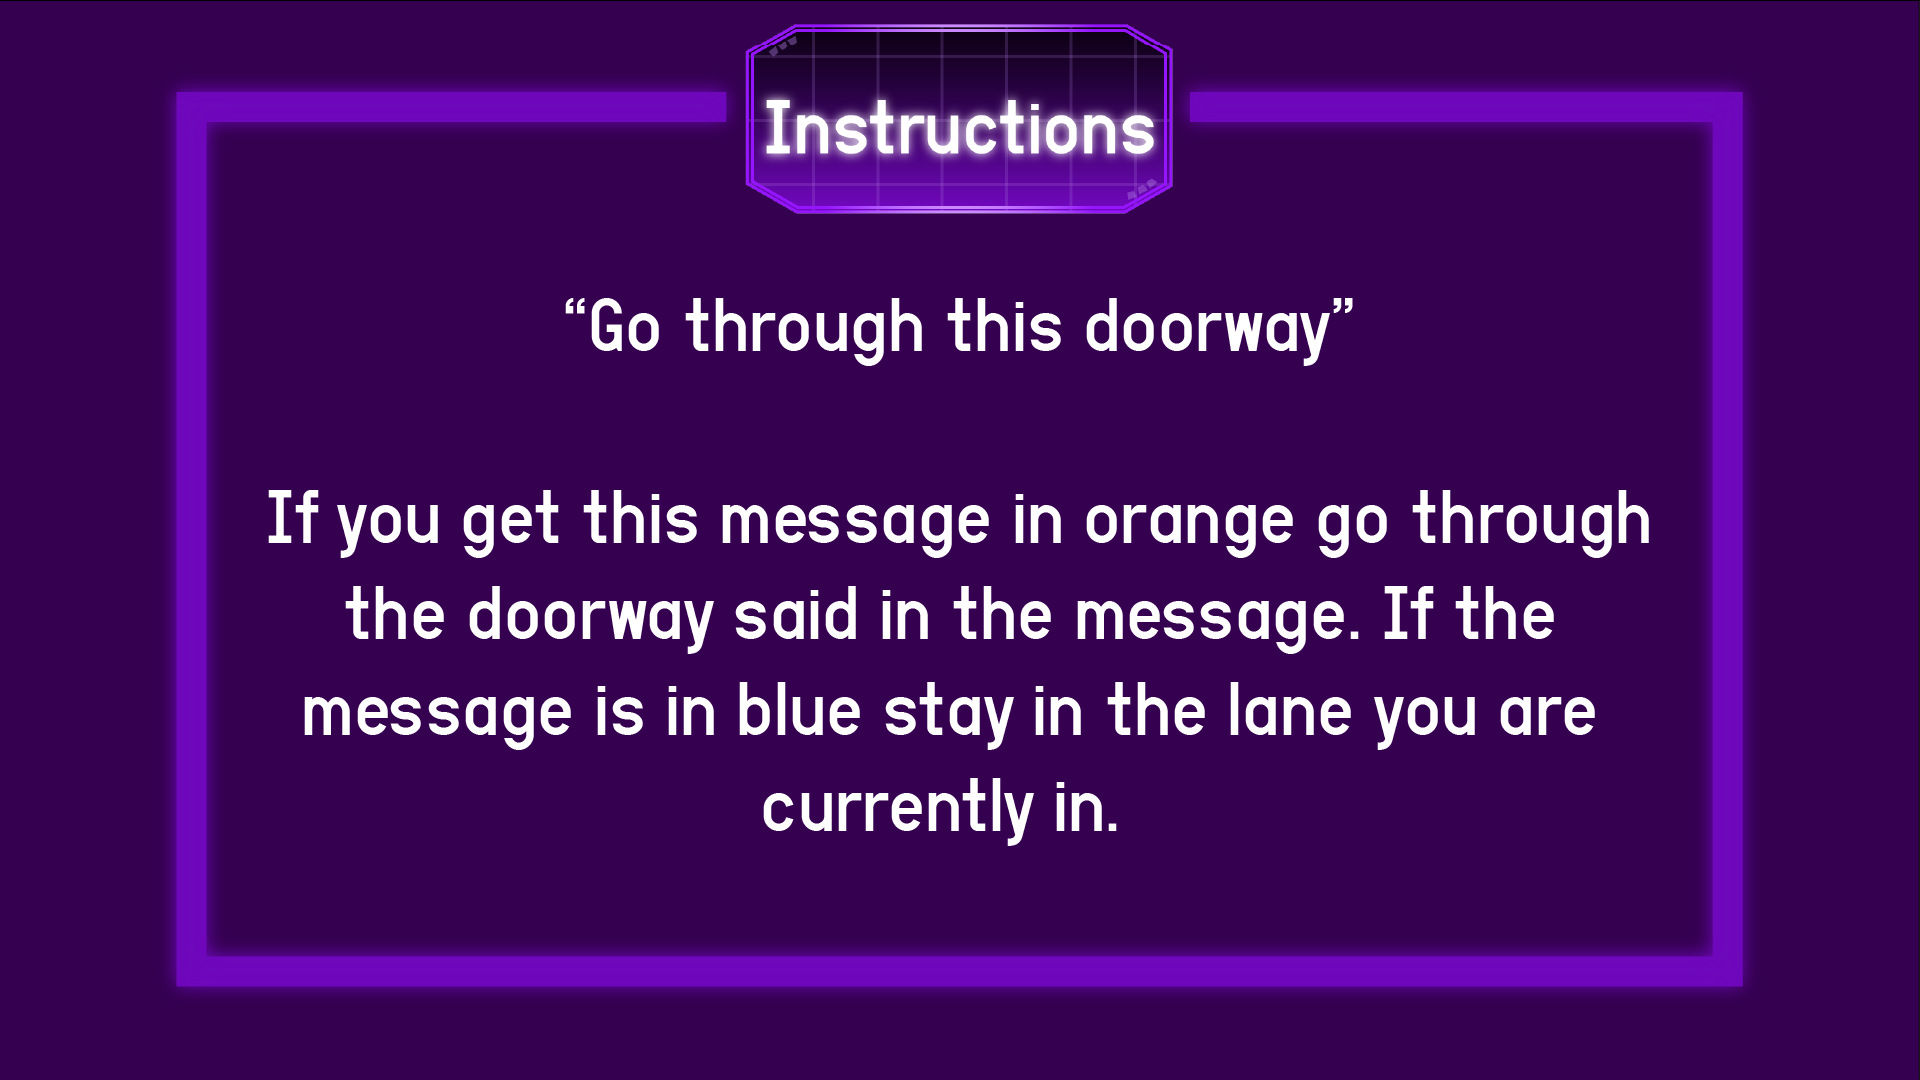 Instructions
“Go through this doorway”
If you get this message in orange go through
the doorway said in the message. If the
message is in blue stay in the lane you are
currently in.